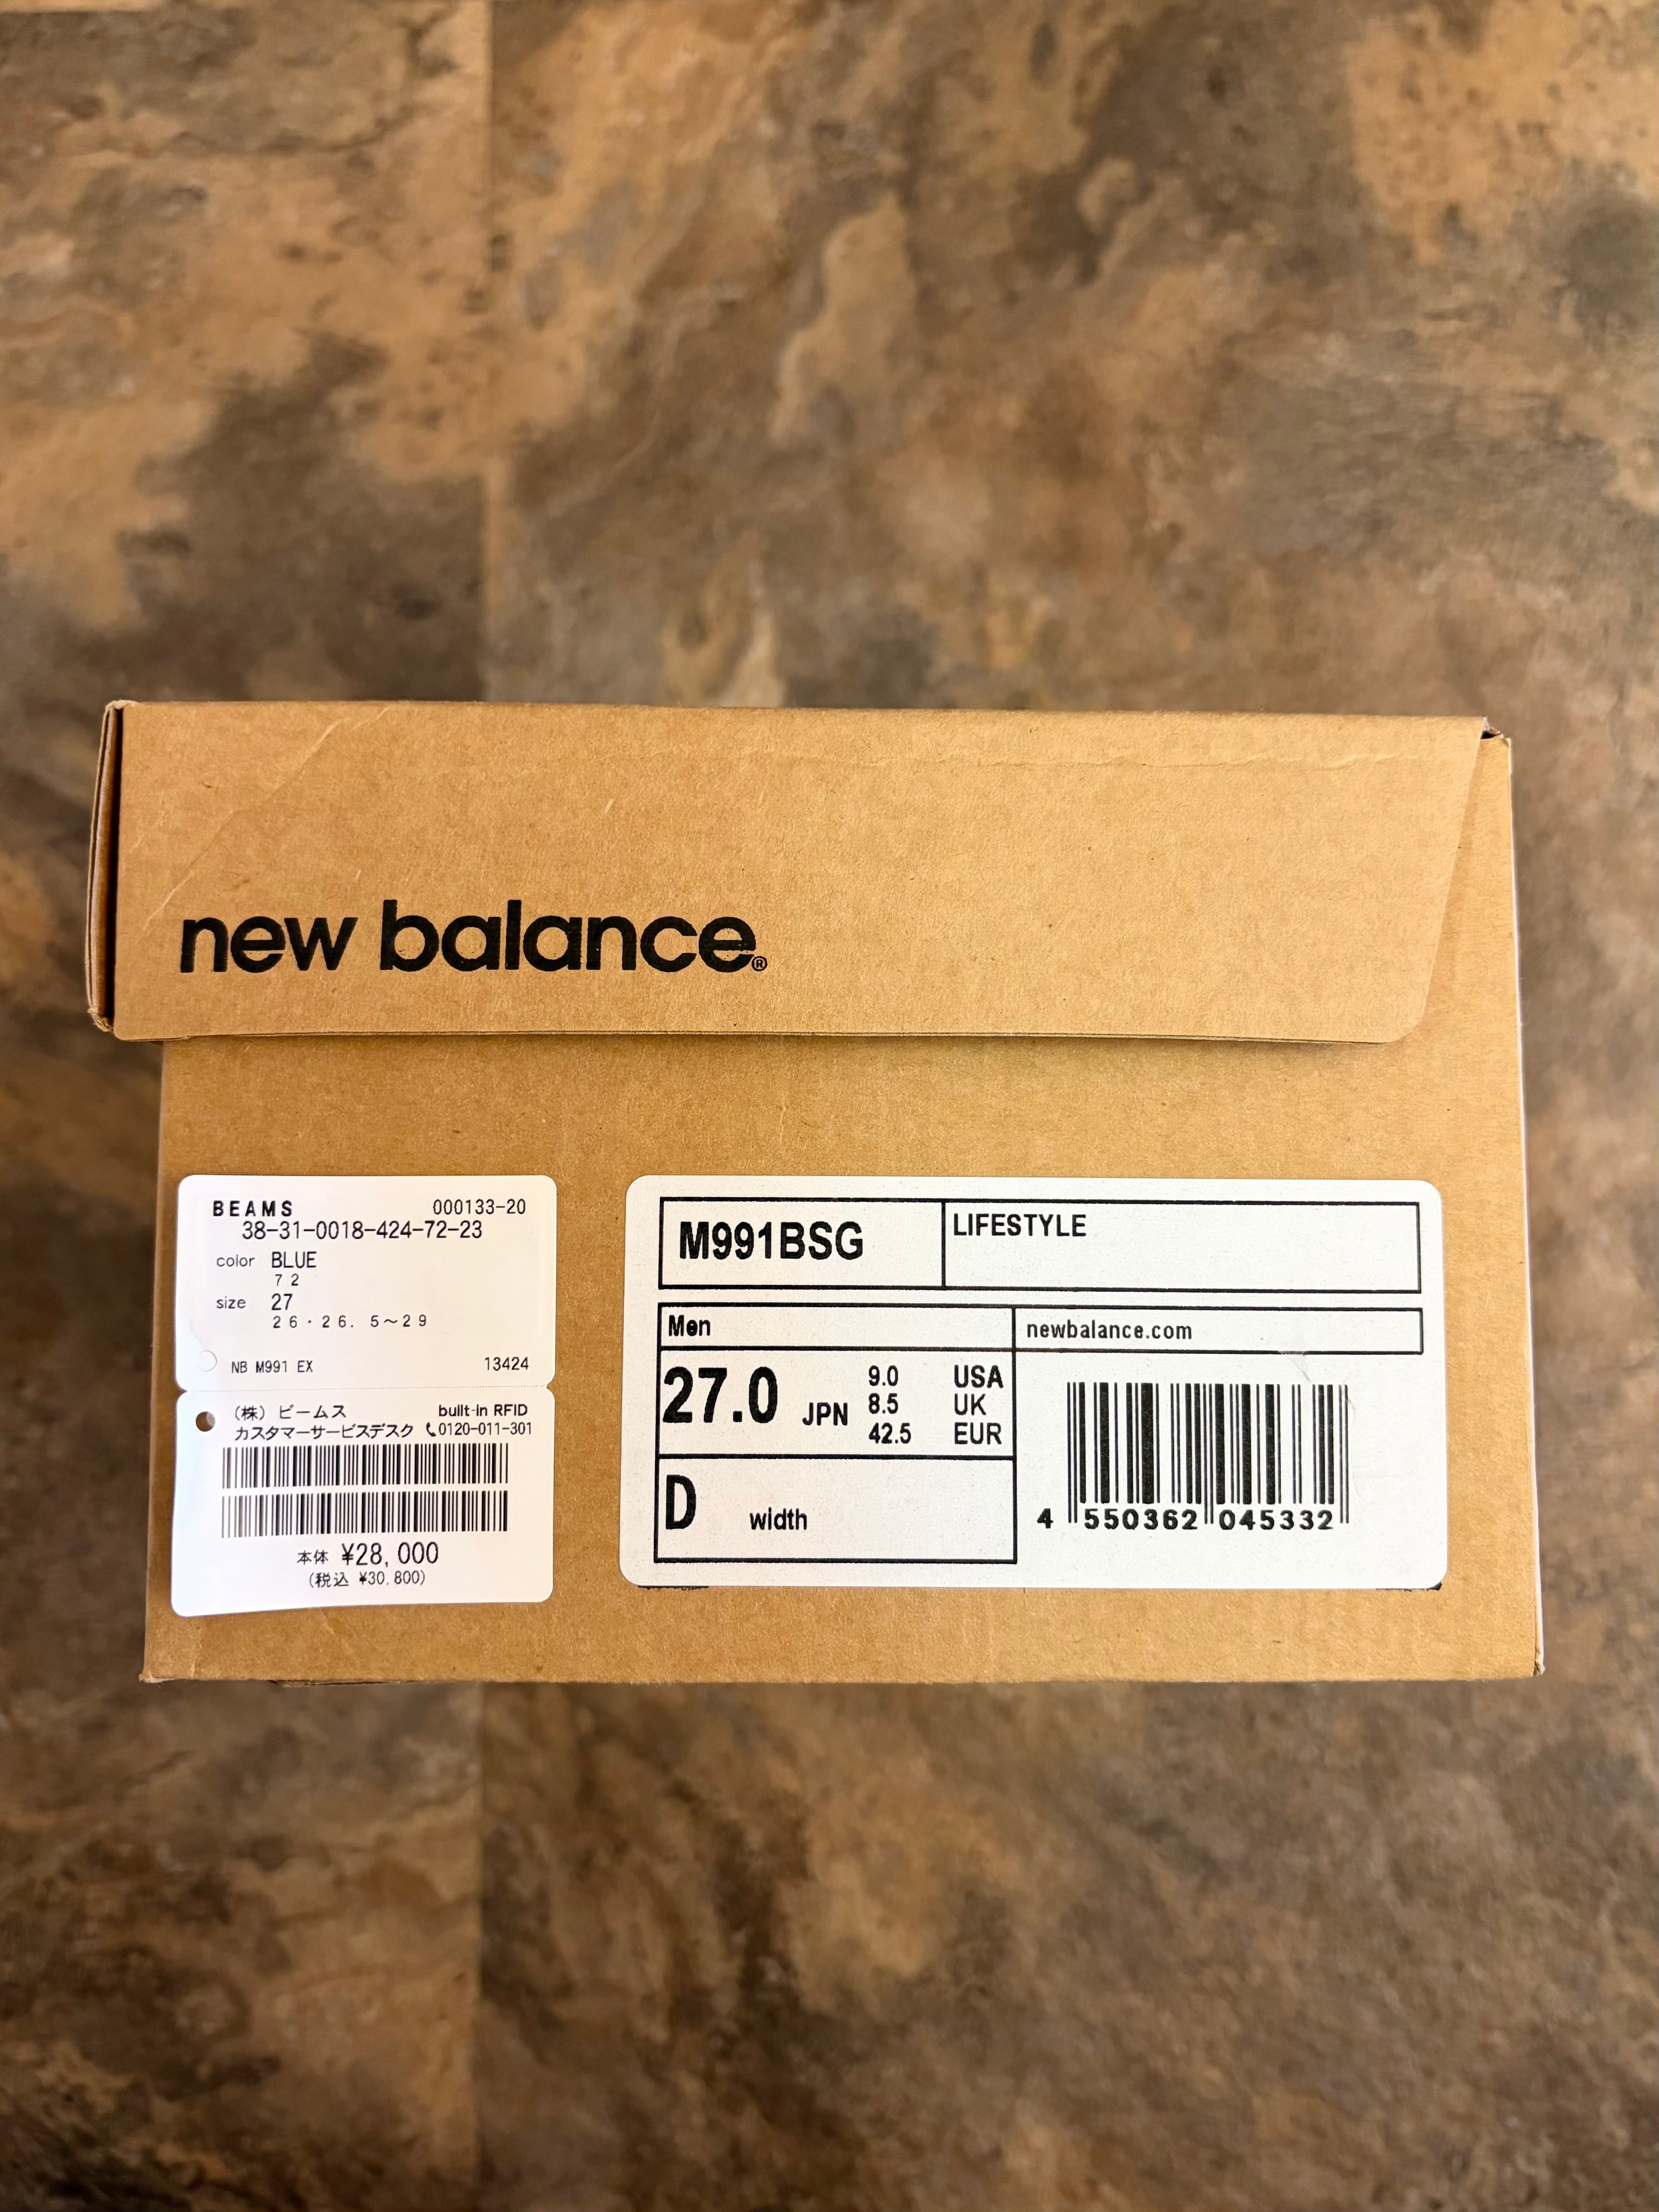 new balance®
BEAMS 000133-20
38-31-0018-424-72-23
color BLUE
72
size 27
26・26. 5～29
NB M991 EX 13424
(株) ビームス built-in RFID
カスタマーサービスデスク 0120-011-301
本体 ¥28,000
(税込 ¥30,800)
M991BSG LIFESTYLE
Men newbalance.com
27.0 JPN
9.0 USA
8.5 UK
42.5 EUR
D width
4 550362 045332